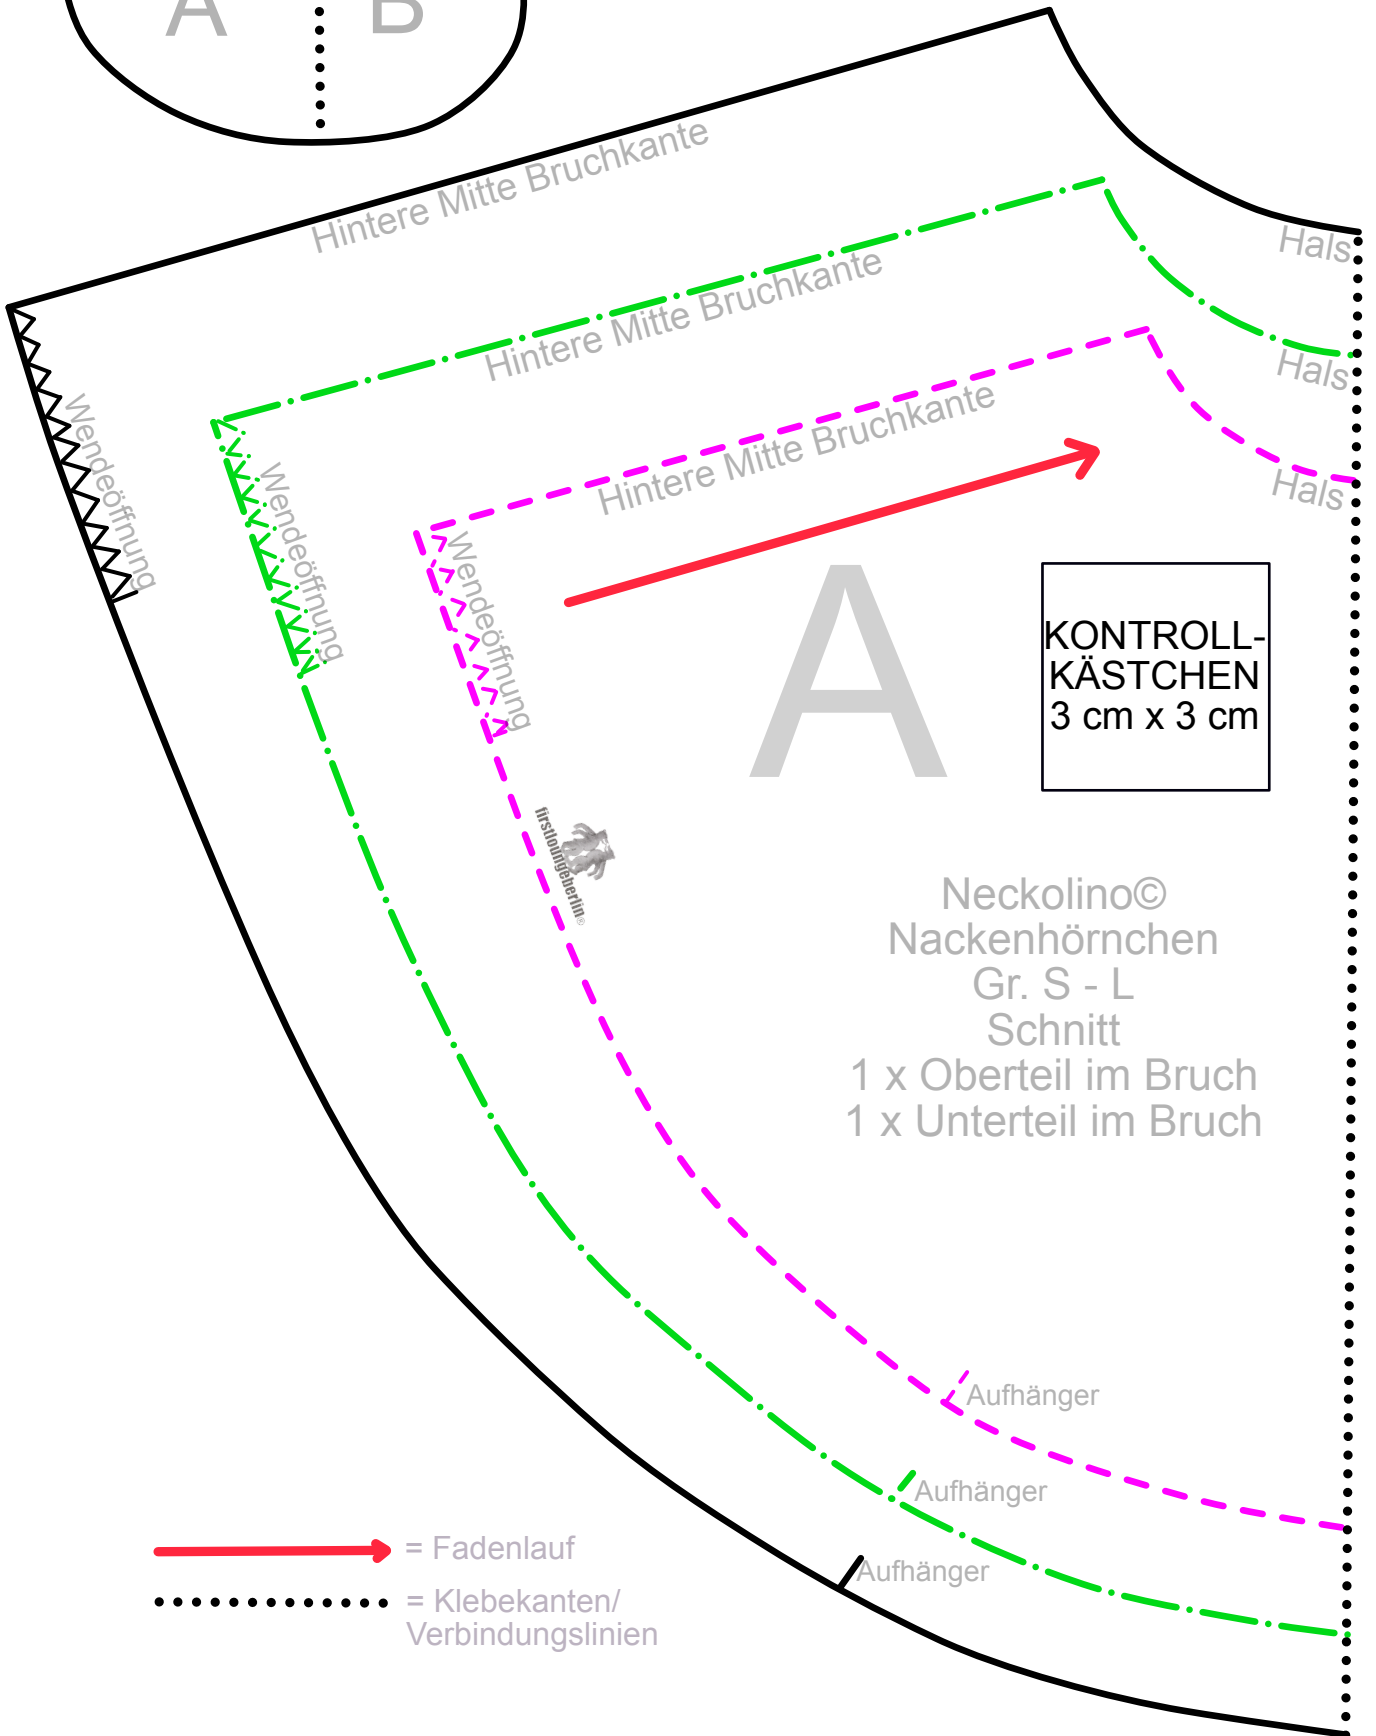 A B
Hintere Mitte Bruchkante
Hals
Hintere Mitte Bruchkante
Hals
Hintere Mitte Bruchkante
Hals
Wendeöffnung
Wendeöffnung
Wendeöffnung
A
KONTROLL-
KÄSTCHEN
3 cm x 3 cm
firstloungeberlin®
Neckolino©
Nackenhörnchen
Gr. S - L
Schnitt
1 x Oberteil im Bruch
1 x Unterteil im Bruch
Aufhänger
Aufhänger
Aufhänger
= Fadenlauf
= Klebekanten/
Verbindungslinien